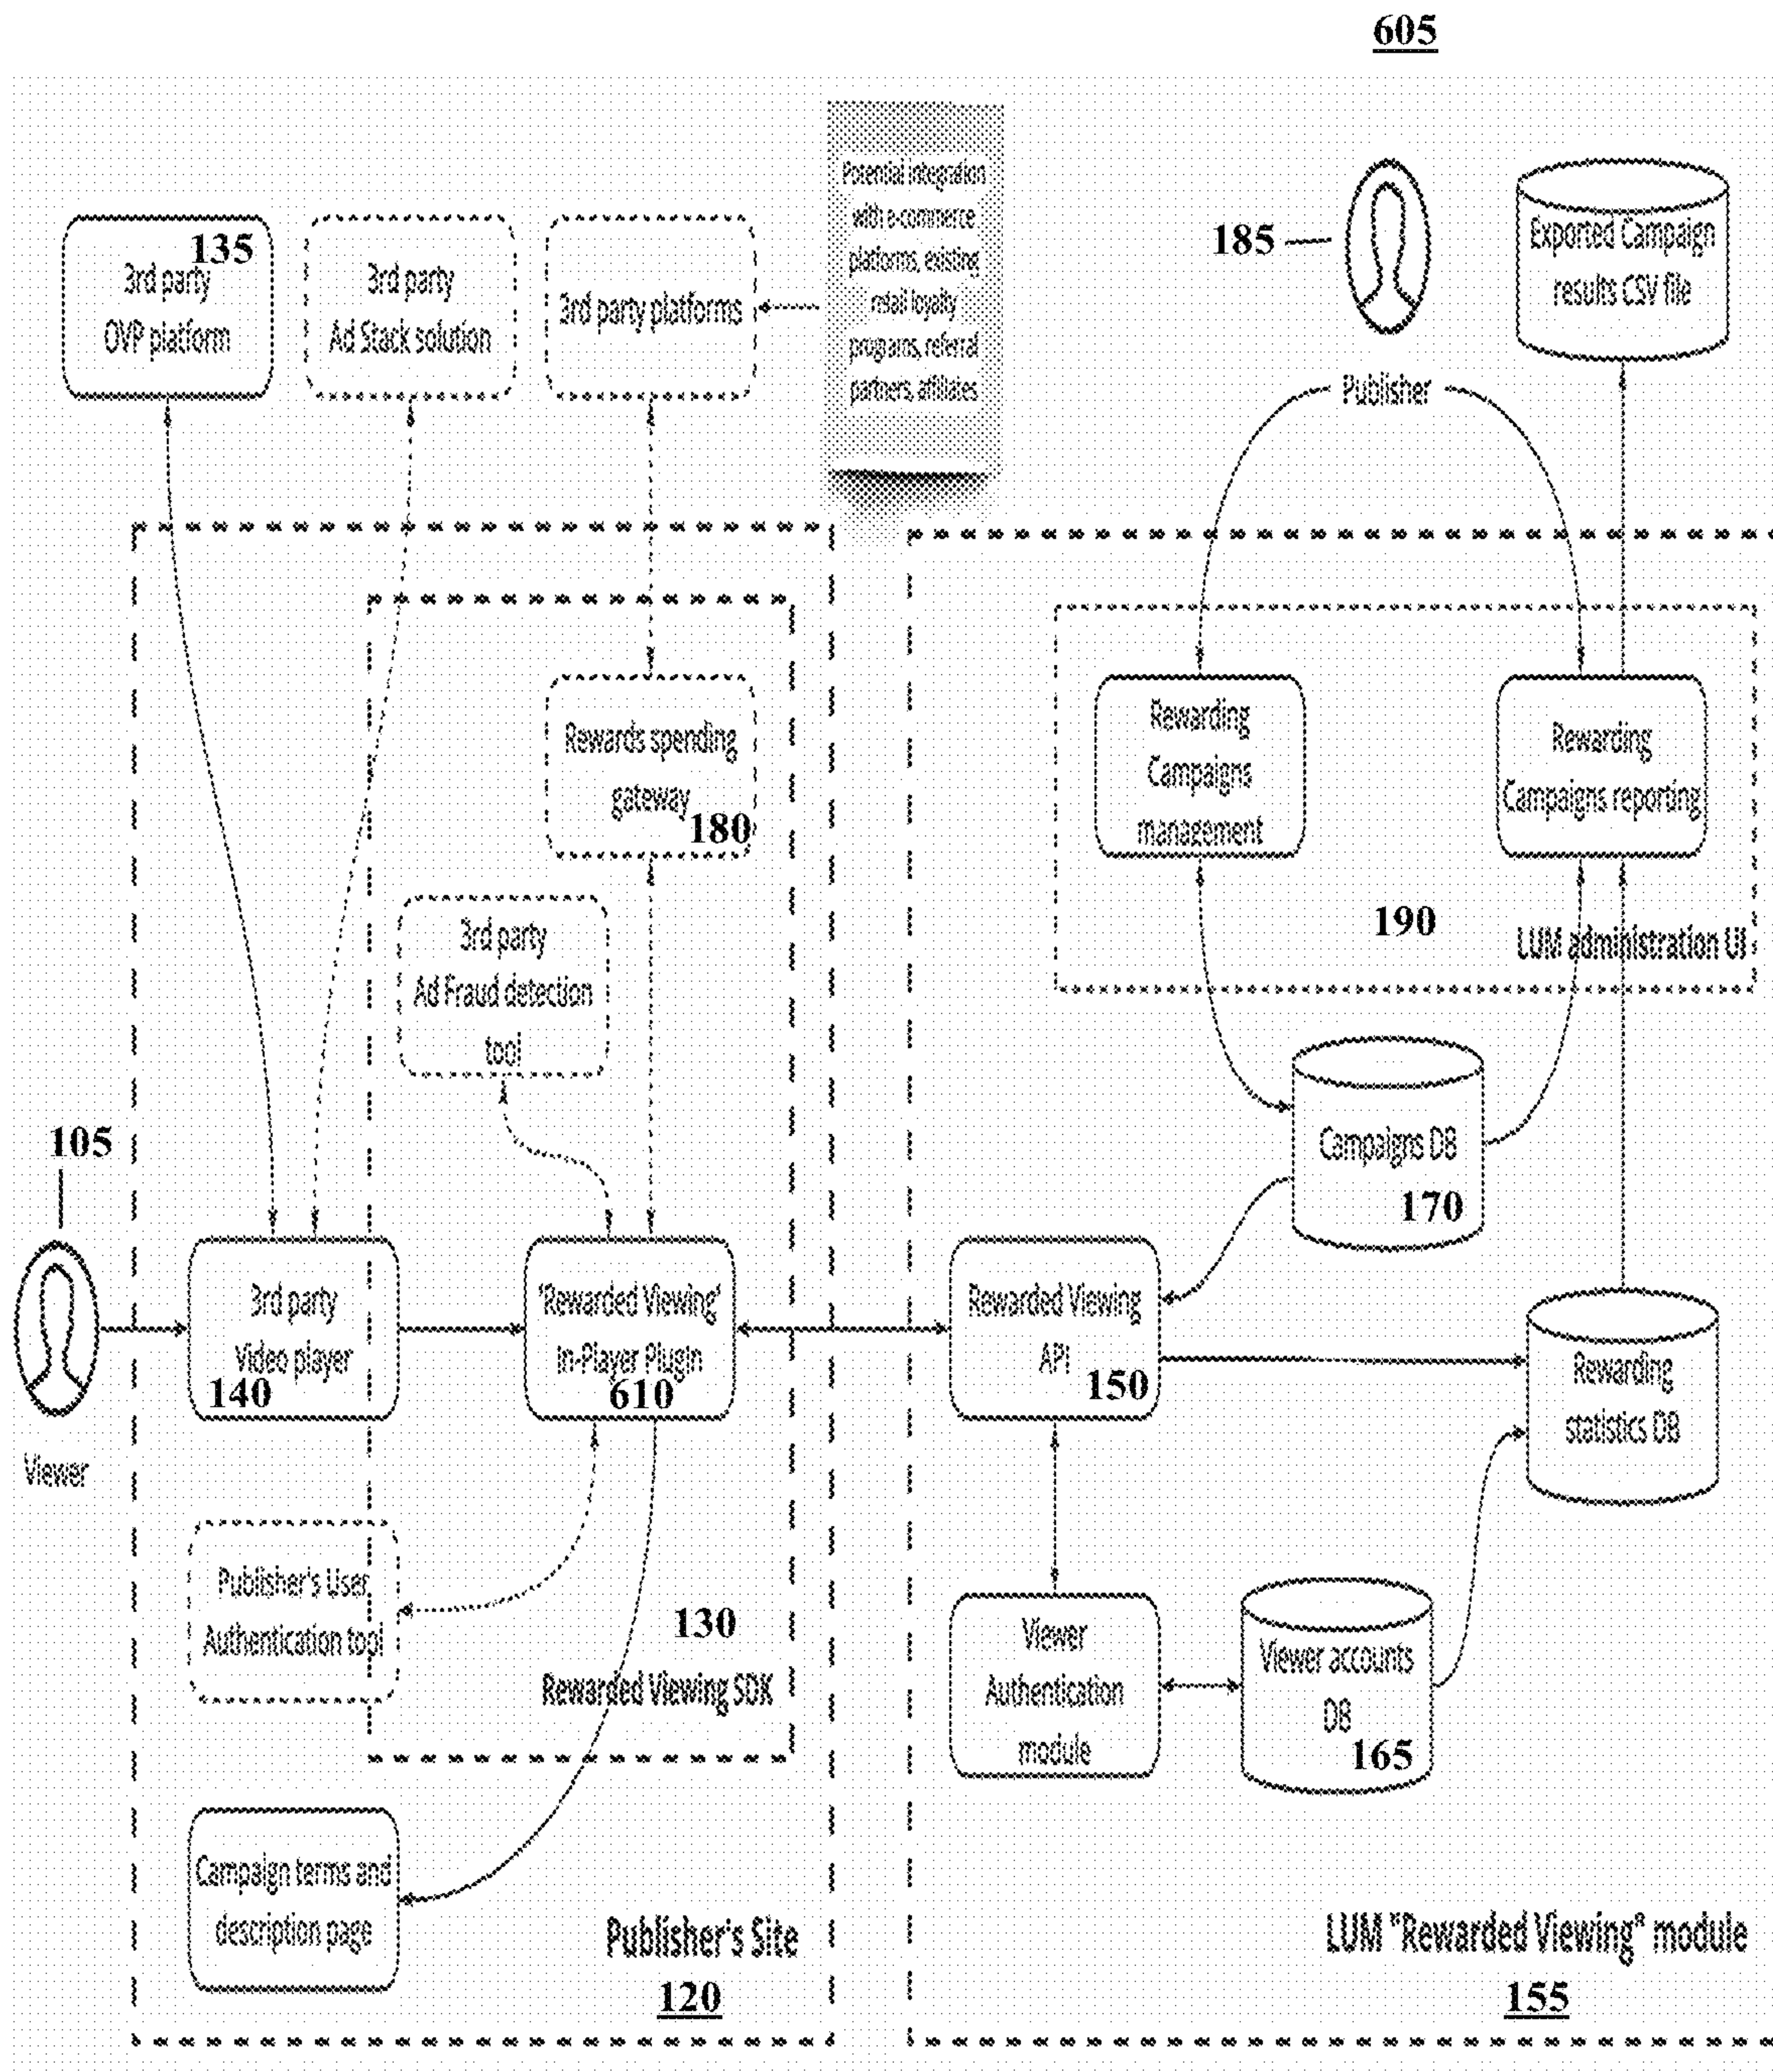 605
135
3rd party
OVP platform
3rd party
Ad Stack solution
3rd party platforms
Potential integration
with e-commerce
platforms, existing
retail loyalty
programs, referral
partners, affiliates
185
Publisher
Exported Campaign
results CSV file
Rewards spending
gateway
180
3rd party
Ad Fraud detection
tool
Rewarding
Campaigns
management
Rewarding
Campaigns reporting
190
LUM administration UI
Campaigns DB
170
105
Viewer
3rd party
Video player
140
'Rewarded Viewing'
In-Player PlugIn
610
Rewarded Viewing
API
150
Rewarding
statistics DB
Publisher's User
Authentication tool
130
Rewarded Viewing SDK
Viewer
Authentication
module
Viewer accounts
DB
165
Campaign terms and
description page
Publisher's Site
120
LUM "Rewarded Viewing" module
155